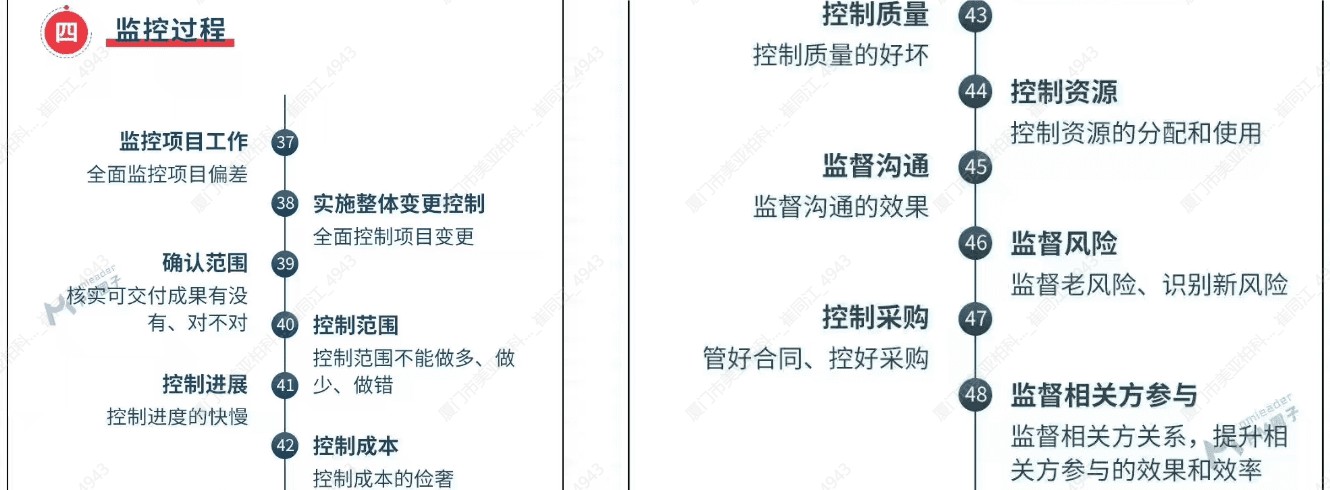 四 监控过程
37 监控项目工作
全面监控项目偏差
38 实施整体变更控制
全面控制项目变更
39 确认范围
核实可交付成果有没
有、对不对
40 控制范围
控制范围不能做多、做
少、做错
41 控制进展
控制进度的快慢
42 控制成本
控制成本的俭奢
43 控制质量
控制质量的好坏
44 控制资源
控制资源的分配和使用
45 监督沟通
监督沟通的效果
46 监督风险
监督老风险、识别新风险
47 控制采购
管好合同、控好采购
48 监督相关方参与
监督相关方关系，提升相
关方参与的效果和效率